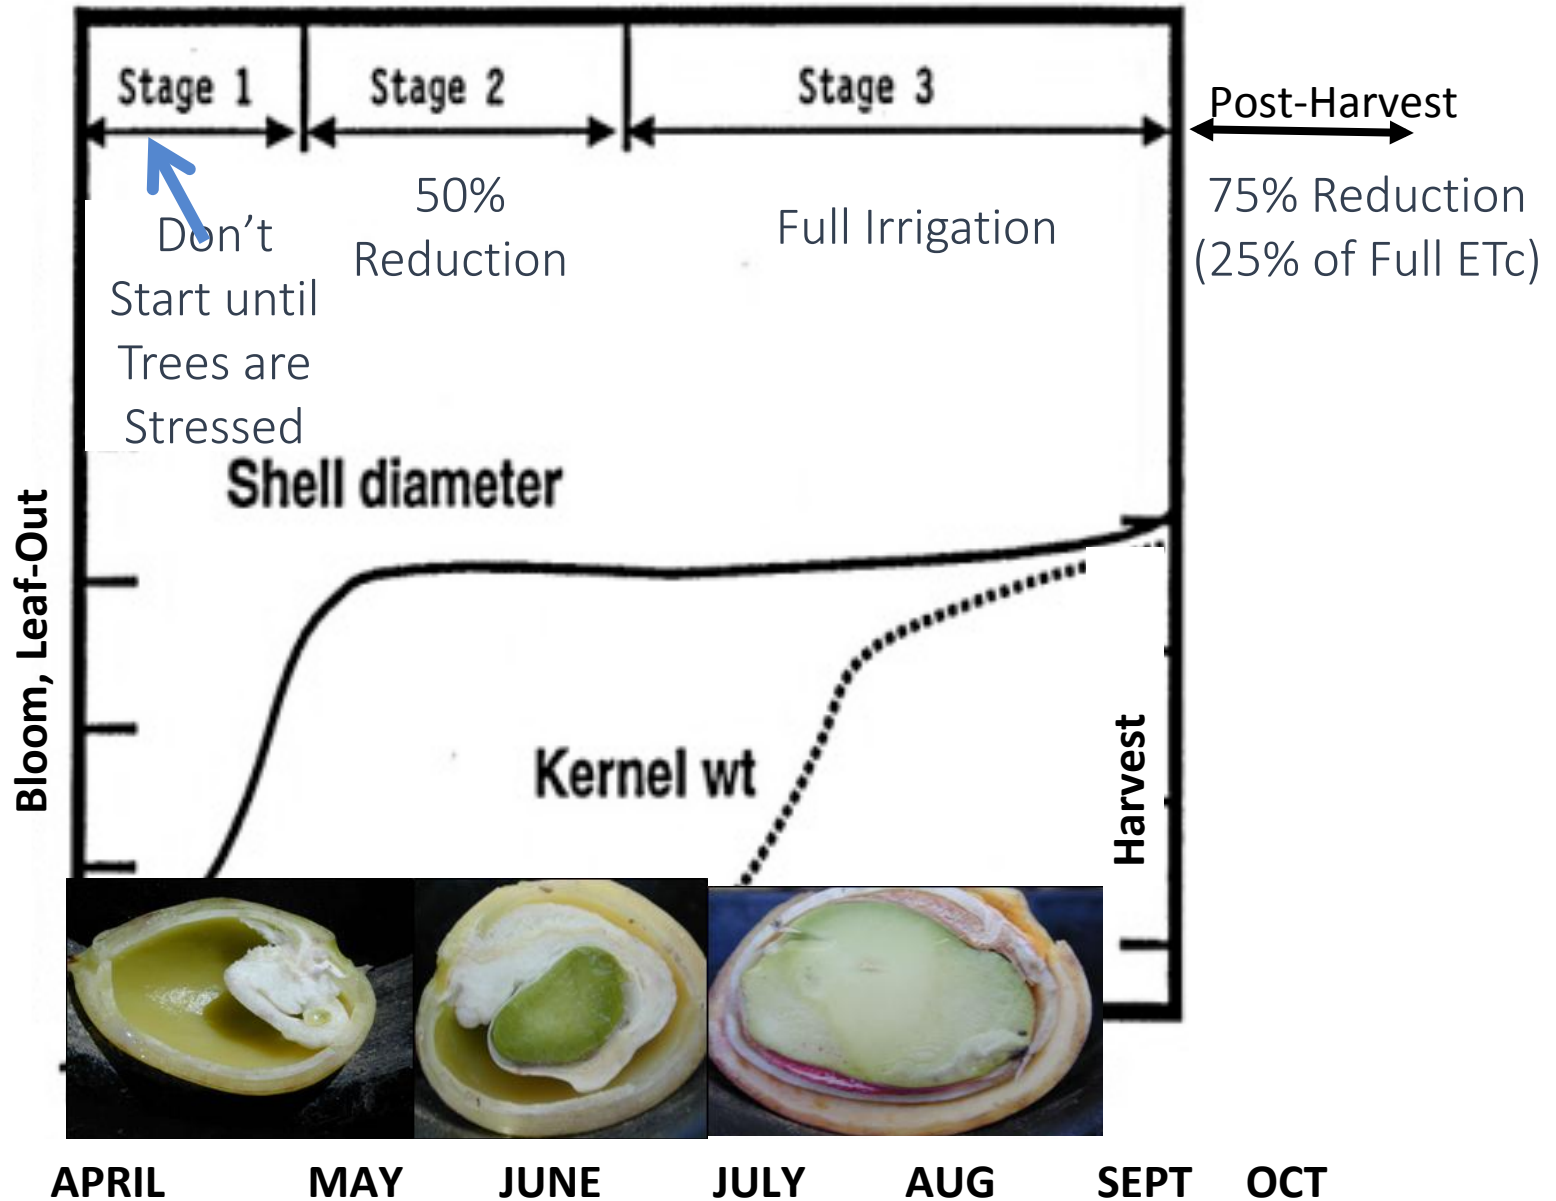 Stage 1
Stage 2
Stage 3
Post-Harvest
Don't
Start until
Trees are
Stressed
50%
Reduction
Full Irrigation
75% Reduction
(25% of Full ETc)
Shell diameter
Kernel wt
Bloom, Leaf-Out
Harvest
APRIL MAY JUNE JULY AUG SEPT OCT